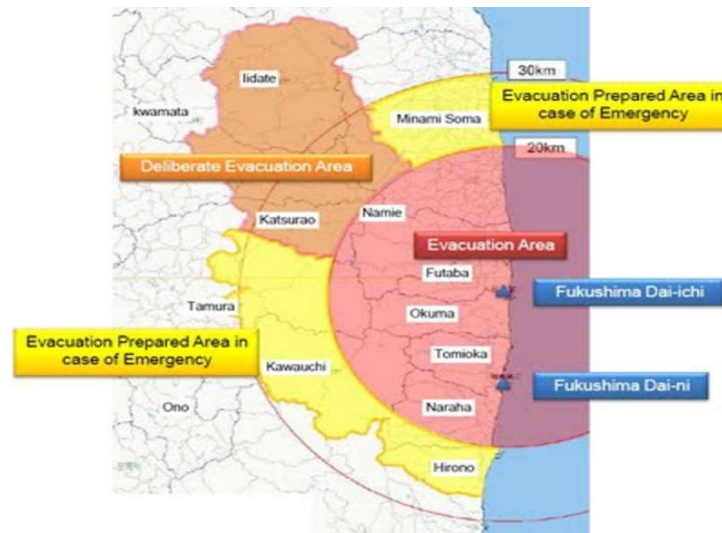 Iidate
30km
kwamata
Minami Soma
Evacuation Prepared Area in
case of Emergency
20km
Deliberate Evacuation Area
Katsurao
Namie
Evacuation Area
Futaba
Fukushima Dai-ichi
Tamura
Okuma
Evacuation Prepared Area in
case of Emergency
Tomioka
Kawauchi
Fukushima Dai-ni
Naraha
Ono
Hirono